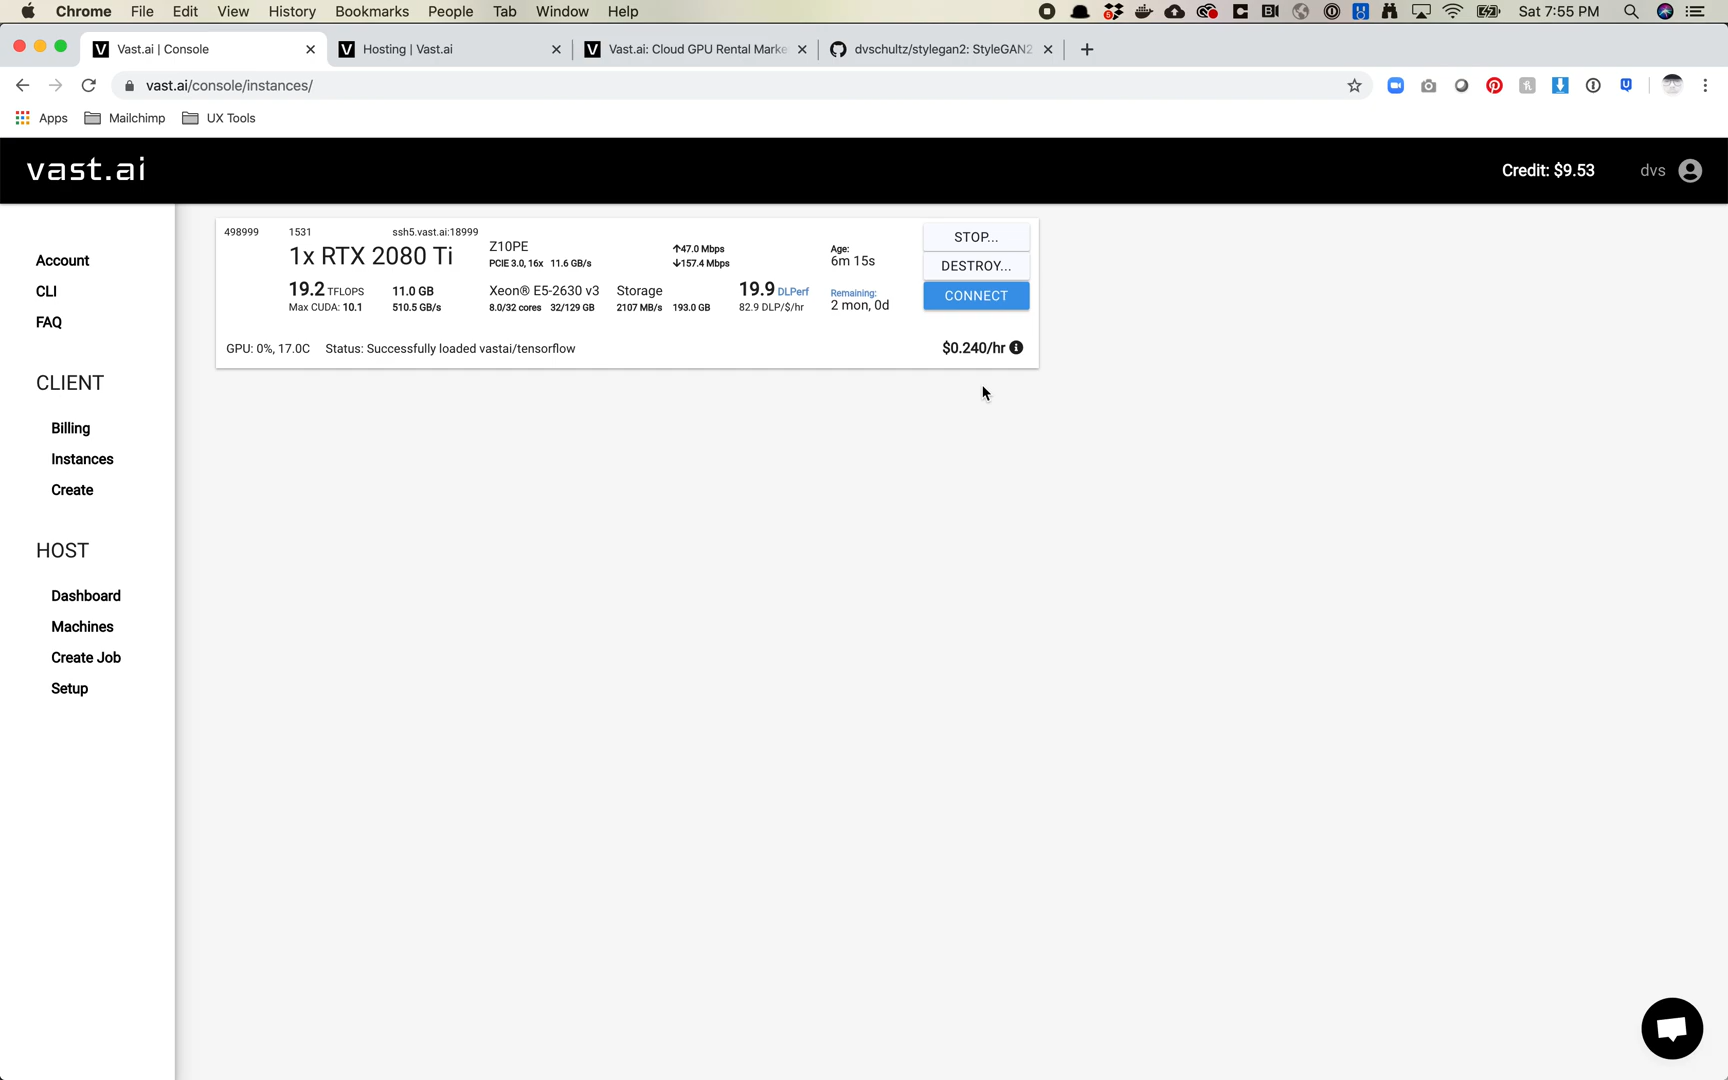 Chrome File Edit View History Bookmarks People Tab Window Help Sat 7:55 PM
Vast.ai | Console Hosting | Vast.ai Vast.ai: Cloud GPU Rental Marke dvschultz/stylegan2: StyleGAN2
vast.ai/console/instances/
Apps Mailchimp UX Tools
vast.ai
Credit: $9.53 dvs
Account
CLI
FAQ
CLIENT
Billing
Instances
Create
HOST
Dashboard
Machines
Create Job
Setup
498999 1531 ssh5.vast.ai:18999
1x RTX 2080 Ti
19.2 TFLOPS 11.0 GB
Max CUDA: 10.1 510.5 GB/s
Z10PE
PCIE 3.0, 16x 11.6 GB/s
Xeon® E5-2630 v3
8.0/32 cores 32/129 GB
↑47.0 Mbps
↓157.4 Mbps
Storage
2107 MB/s 193.0 GB
19.9 DLPerf
82.9 DLP/$/hr
Age:
6m 15s
Remaining:
2 mon, 0d
STOP...
DESTROY...
CONNECT
GPU: 0%, 17.0C Status: Successfully loaded vastai/tensorflow
$0.240/hr